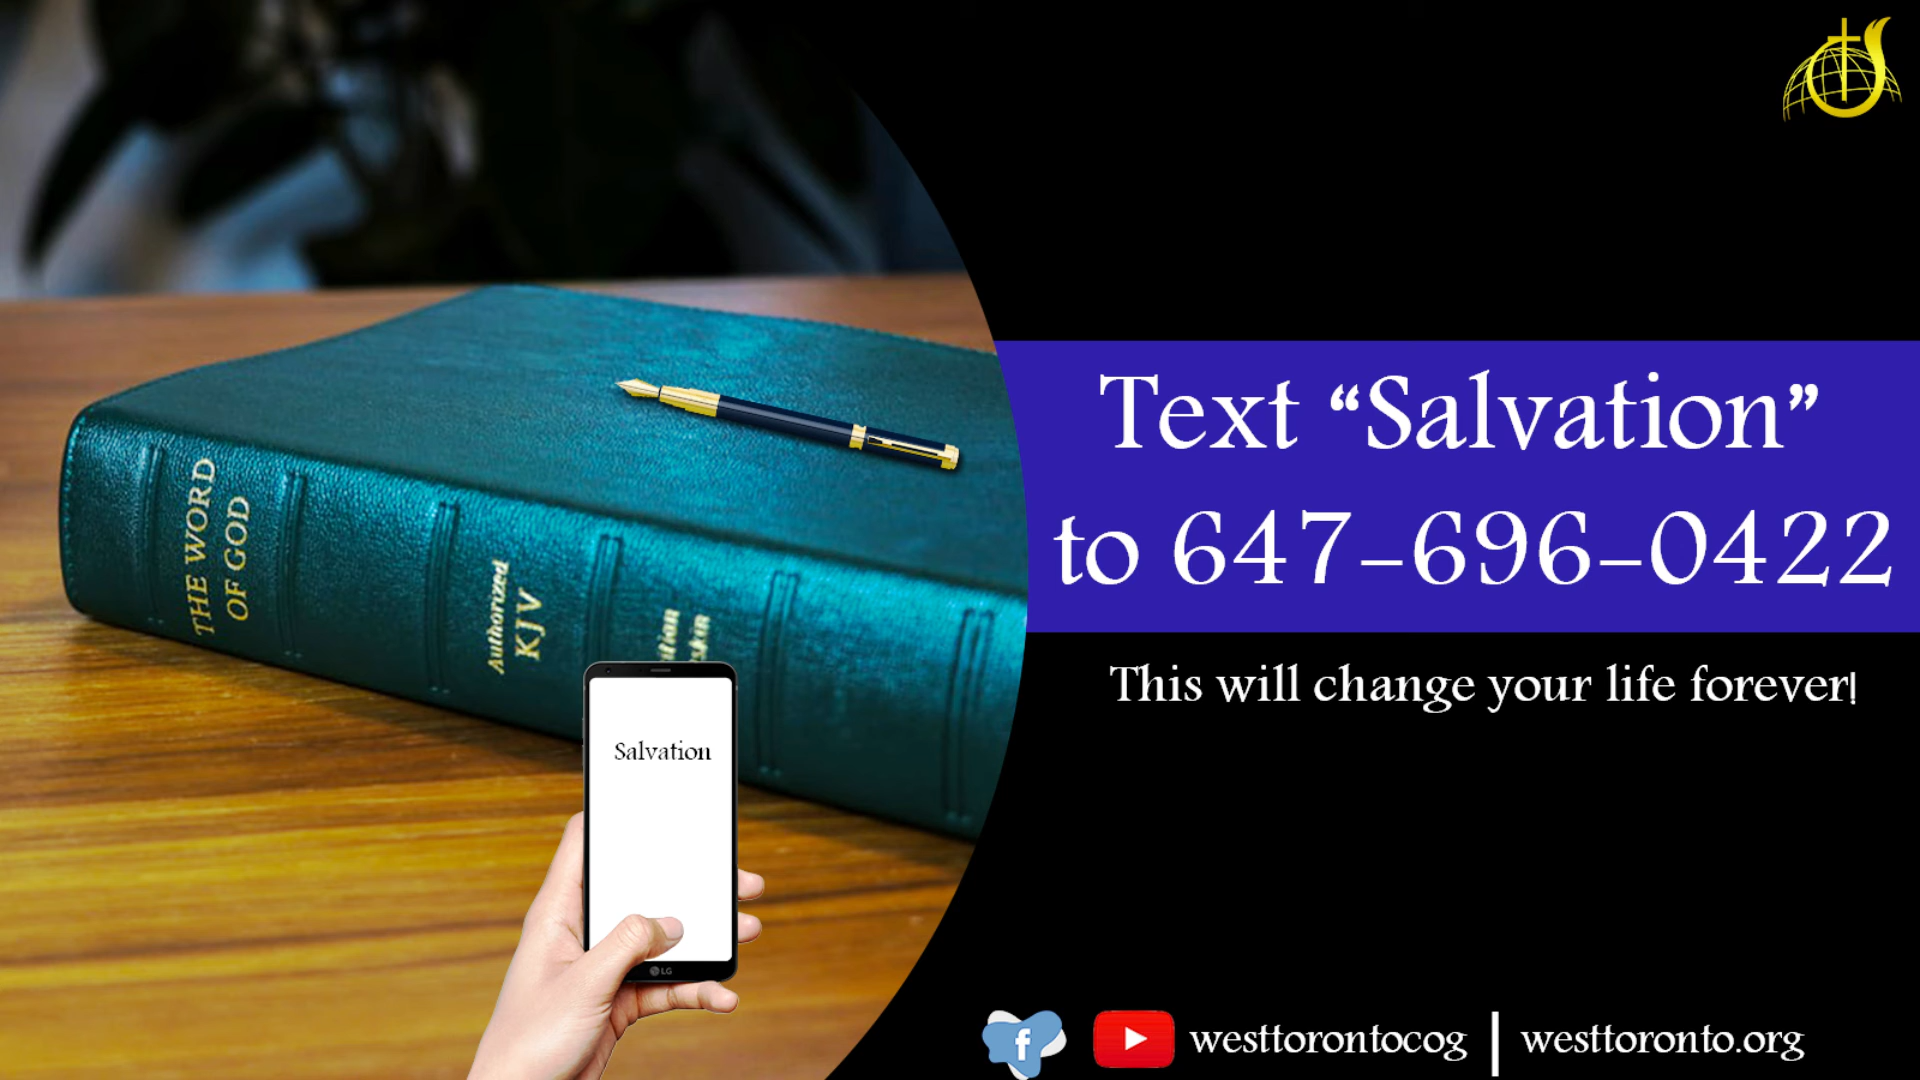 THE WORD
OF GOD
Authorized
KJV
Salvation
LG
Text “Salvation”
to 647-696-0422
This will change your life forever!
f
westtorontocog | westtoronto.org